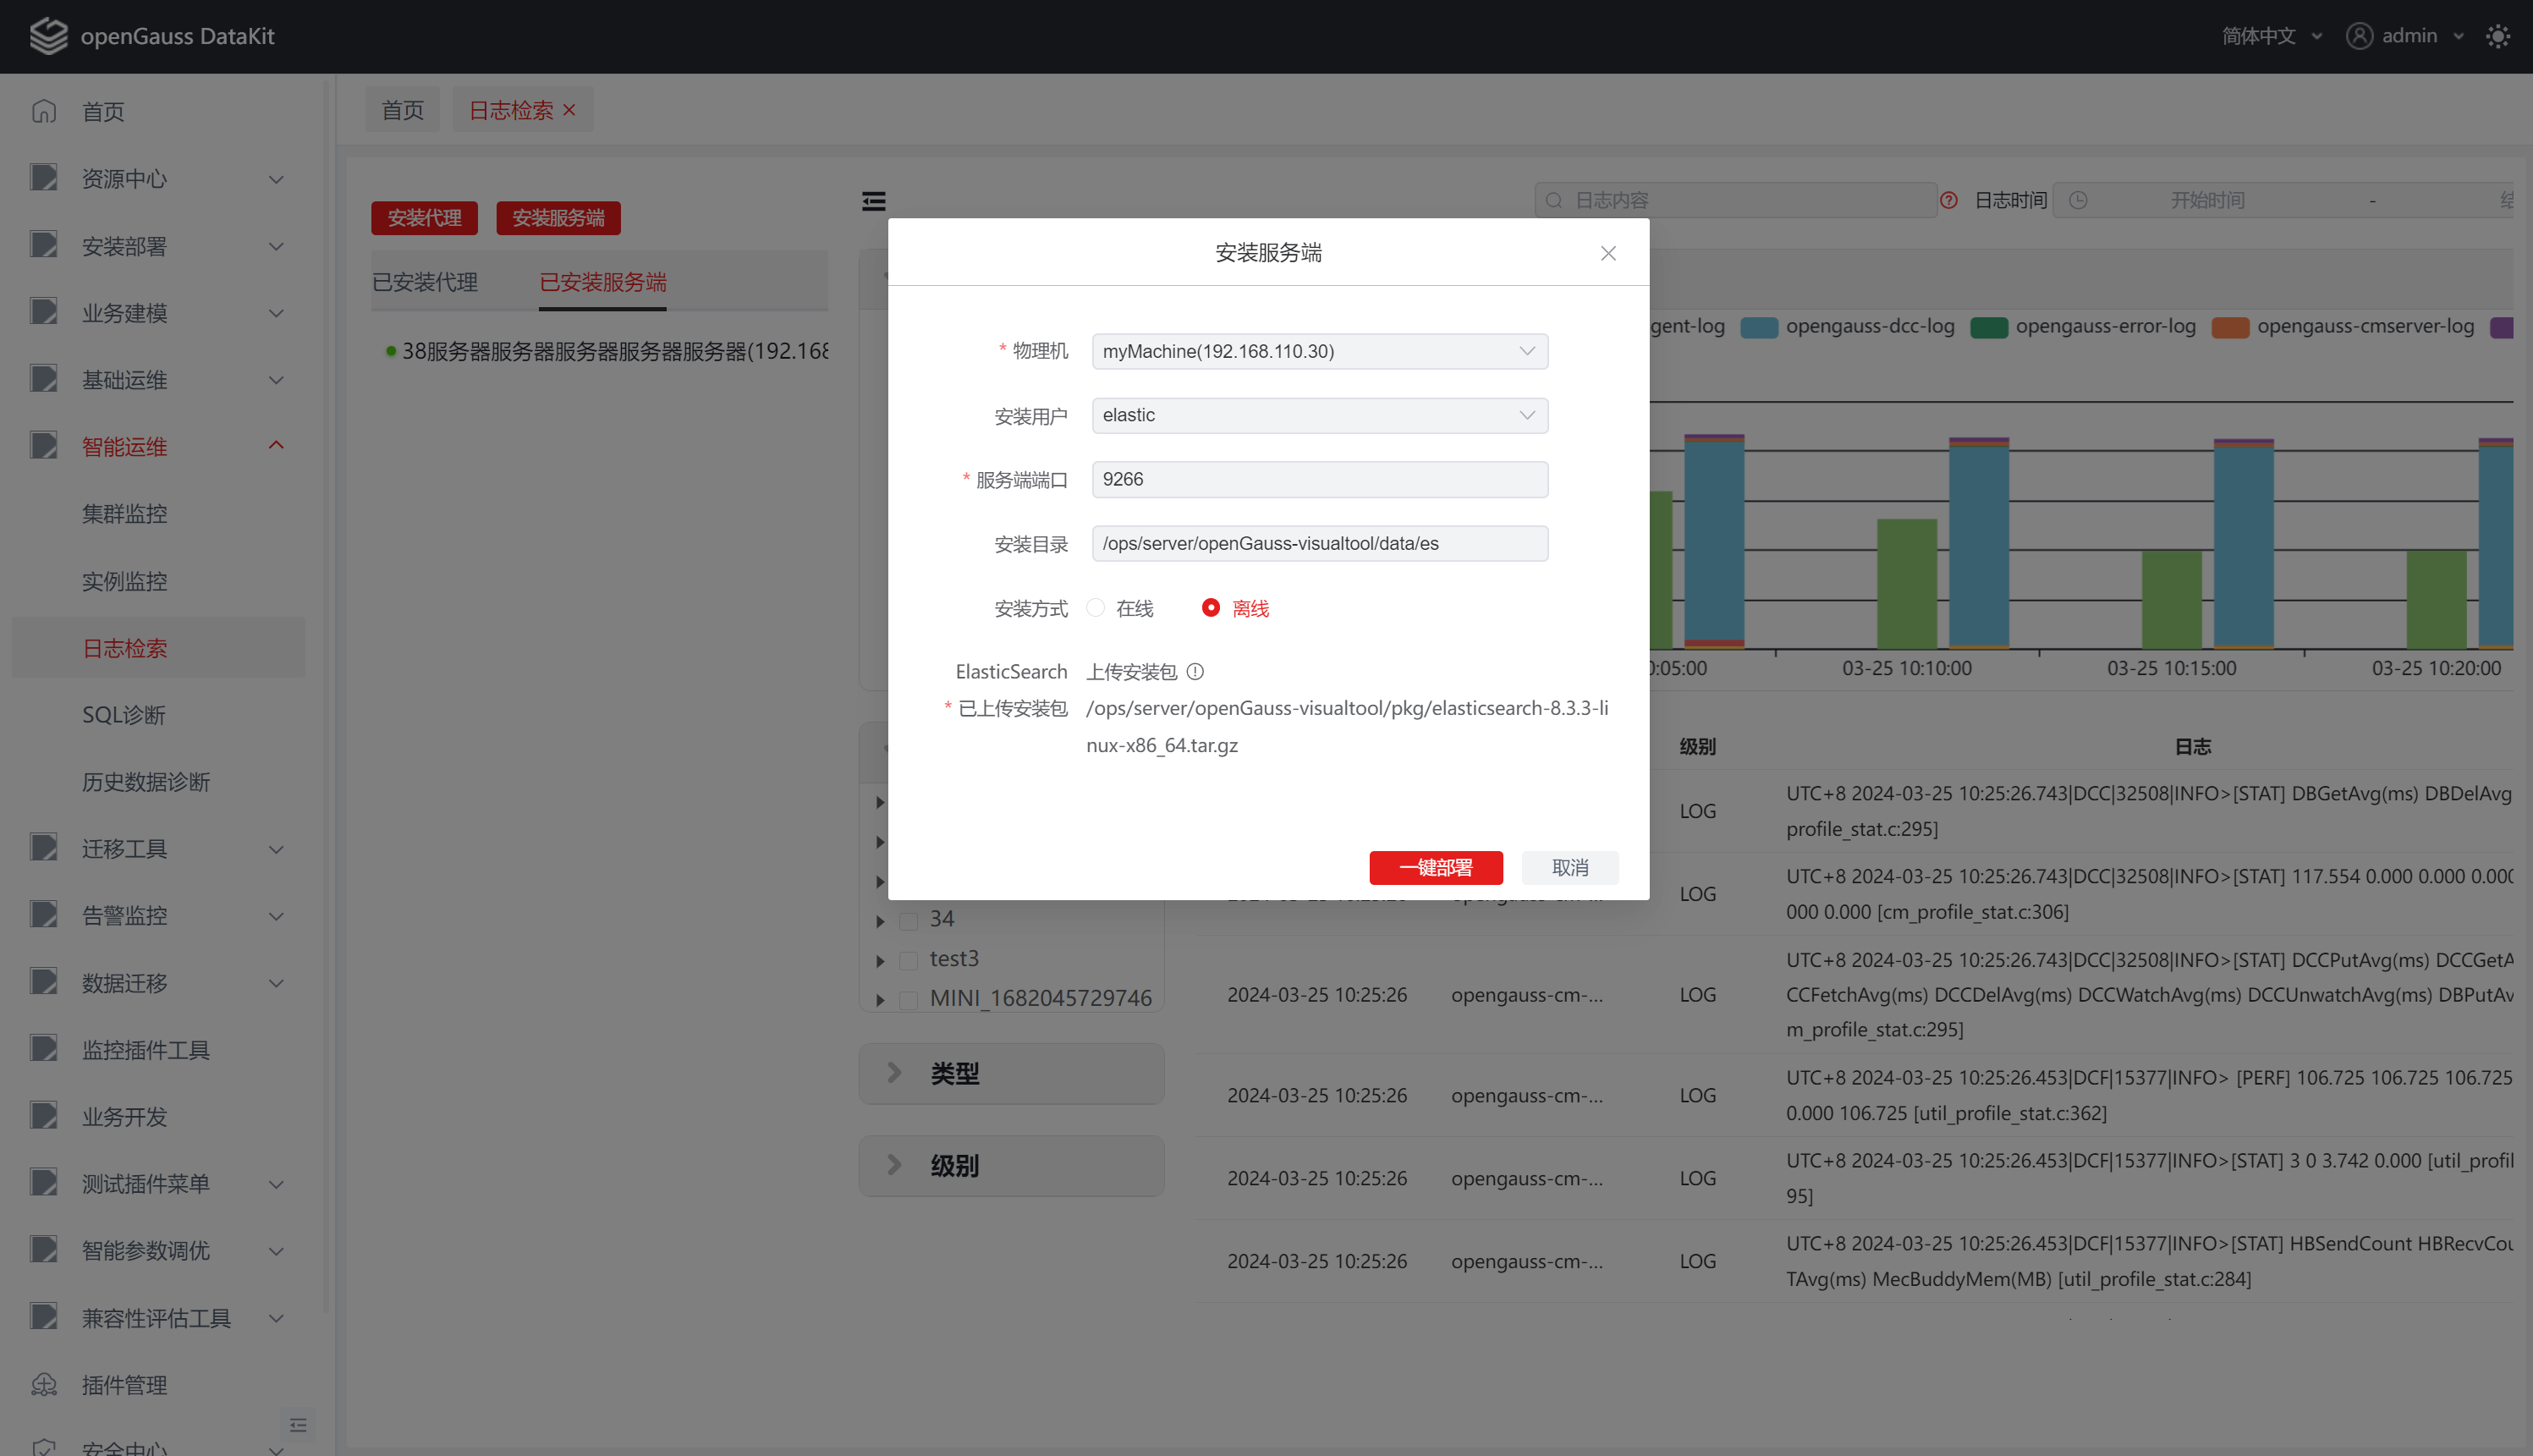 openGauss DataKit
简体中文
admin
首页
资源中心
安装部署
业务建模
基础运维
智能运维
集群监控
实例监控
日志检索
SQL诊断
历史数据诊断
迁移工具
告警监控
数据迁移
监控插件工具
业务开发
测试插件菜单
智能参数调优
兼容性评估工具
插件管理
安全中心
首页
日志检索
安装代理
安装服务端
已安装代理
已安装服务端
38服务器服务器服务器服务器服务器(192.168
日志内容
日志时间
开始时间
-
安装服务端
* 物理机
myMachine(192.168.110.30)
安装用户
elastic
* 服务端端口
9266
安装目录
/ops/server/openGauss-visualtool/data/es
安装方式
在线
离线
ElasticSearch
上传安装包
* 已上传安装包
/ops/server/openGauss-visualtool/pkg/elasticsearch-8.3.3-li
nux-x86_64.tar.gz
一键部署
取消
gent-log
opengauss-dcc-log
opengauss-error-log
opengauss-cmserver-log
0:05:00
03-25 10:10:00
03-25 10:15:00
03-25 10:20:00
34
test3
MINI_1682045729746
类型
级别
级别
日志
LOG
UTC+8 2024-03-25 10:25:26.743|DCC|32508|INFO>[STAT] DBGetAvg(ms) DBDelAvg
profile_stat.c:295]
LOG
UTC+8 2024-03-25 10:25:26.743|DCC|32508|INFO>[STAT] 117.554 0.000 0.000 0.000
000 0.000 [cm_profile_stat.c:306]
2024-03-25 10:25:26
opengauss-cm-...
LOG
UTC+8 2024-03-25 10:25:26.743|DCC|32508|INFO>[STAT] DCCPutAvg(ms) DCCGetA
CCFetchAvg(ms) DCCDelAvg(ms) DCCWatchAvg(ms) DCCUnwatchAvg(ms) DBPutAv
m_profile_stat.c:295]
2024-03-25 10:25:26
opengauss-cm-...
LOG
UTC+8 2024-03-25 10:25:26.453|DCF|15377|INFO> [PERF] 106.725 106.725 106.725
0.000 106.725 [util_profile_stat.c:362]
2024-03-25 10:25:26
opengauss-cm-...
LOG
UTC+8 2024-03-25 10:25:26.453|DCF|15377|INFO>[STAT] 3 0 3.742 0.000 [util_profil
95]
2024-03-25 10:25:26
opengauss-cm-...
LOG
UTC+8 2024-03-25 10:25:26.453|DCF|15377|INFO>[STAT] HBSendCount HBRecvCou
TAvg(ms) MecBuddyMem(MB) [util_profile_stat.c:284]